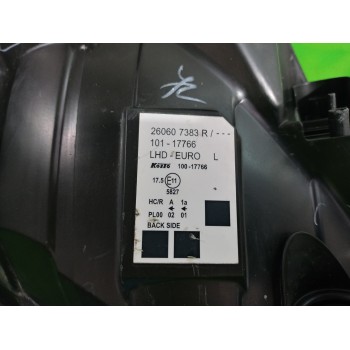 左
26060 7383 R / ---
101-17766
LHD-EURO L
Koito 100-17766
17.5 E11
5827
HC/R A 1a
PL00 02 01
BACK SIDE